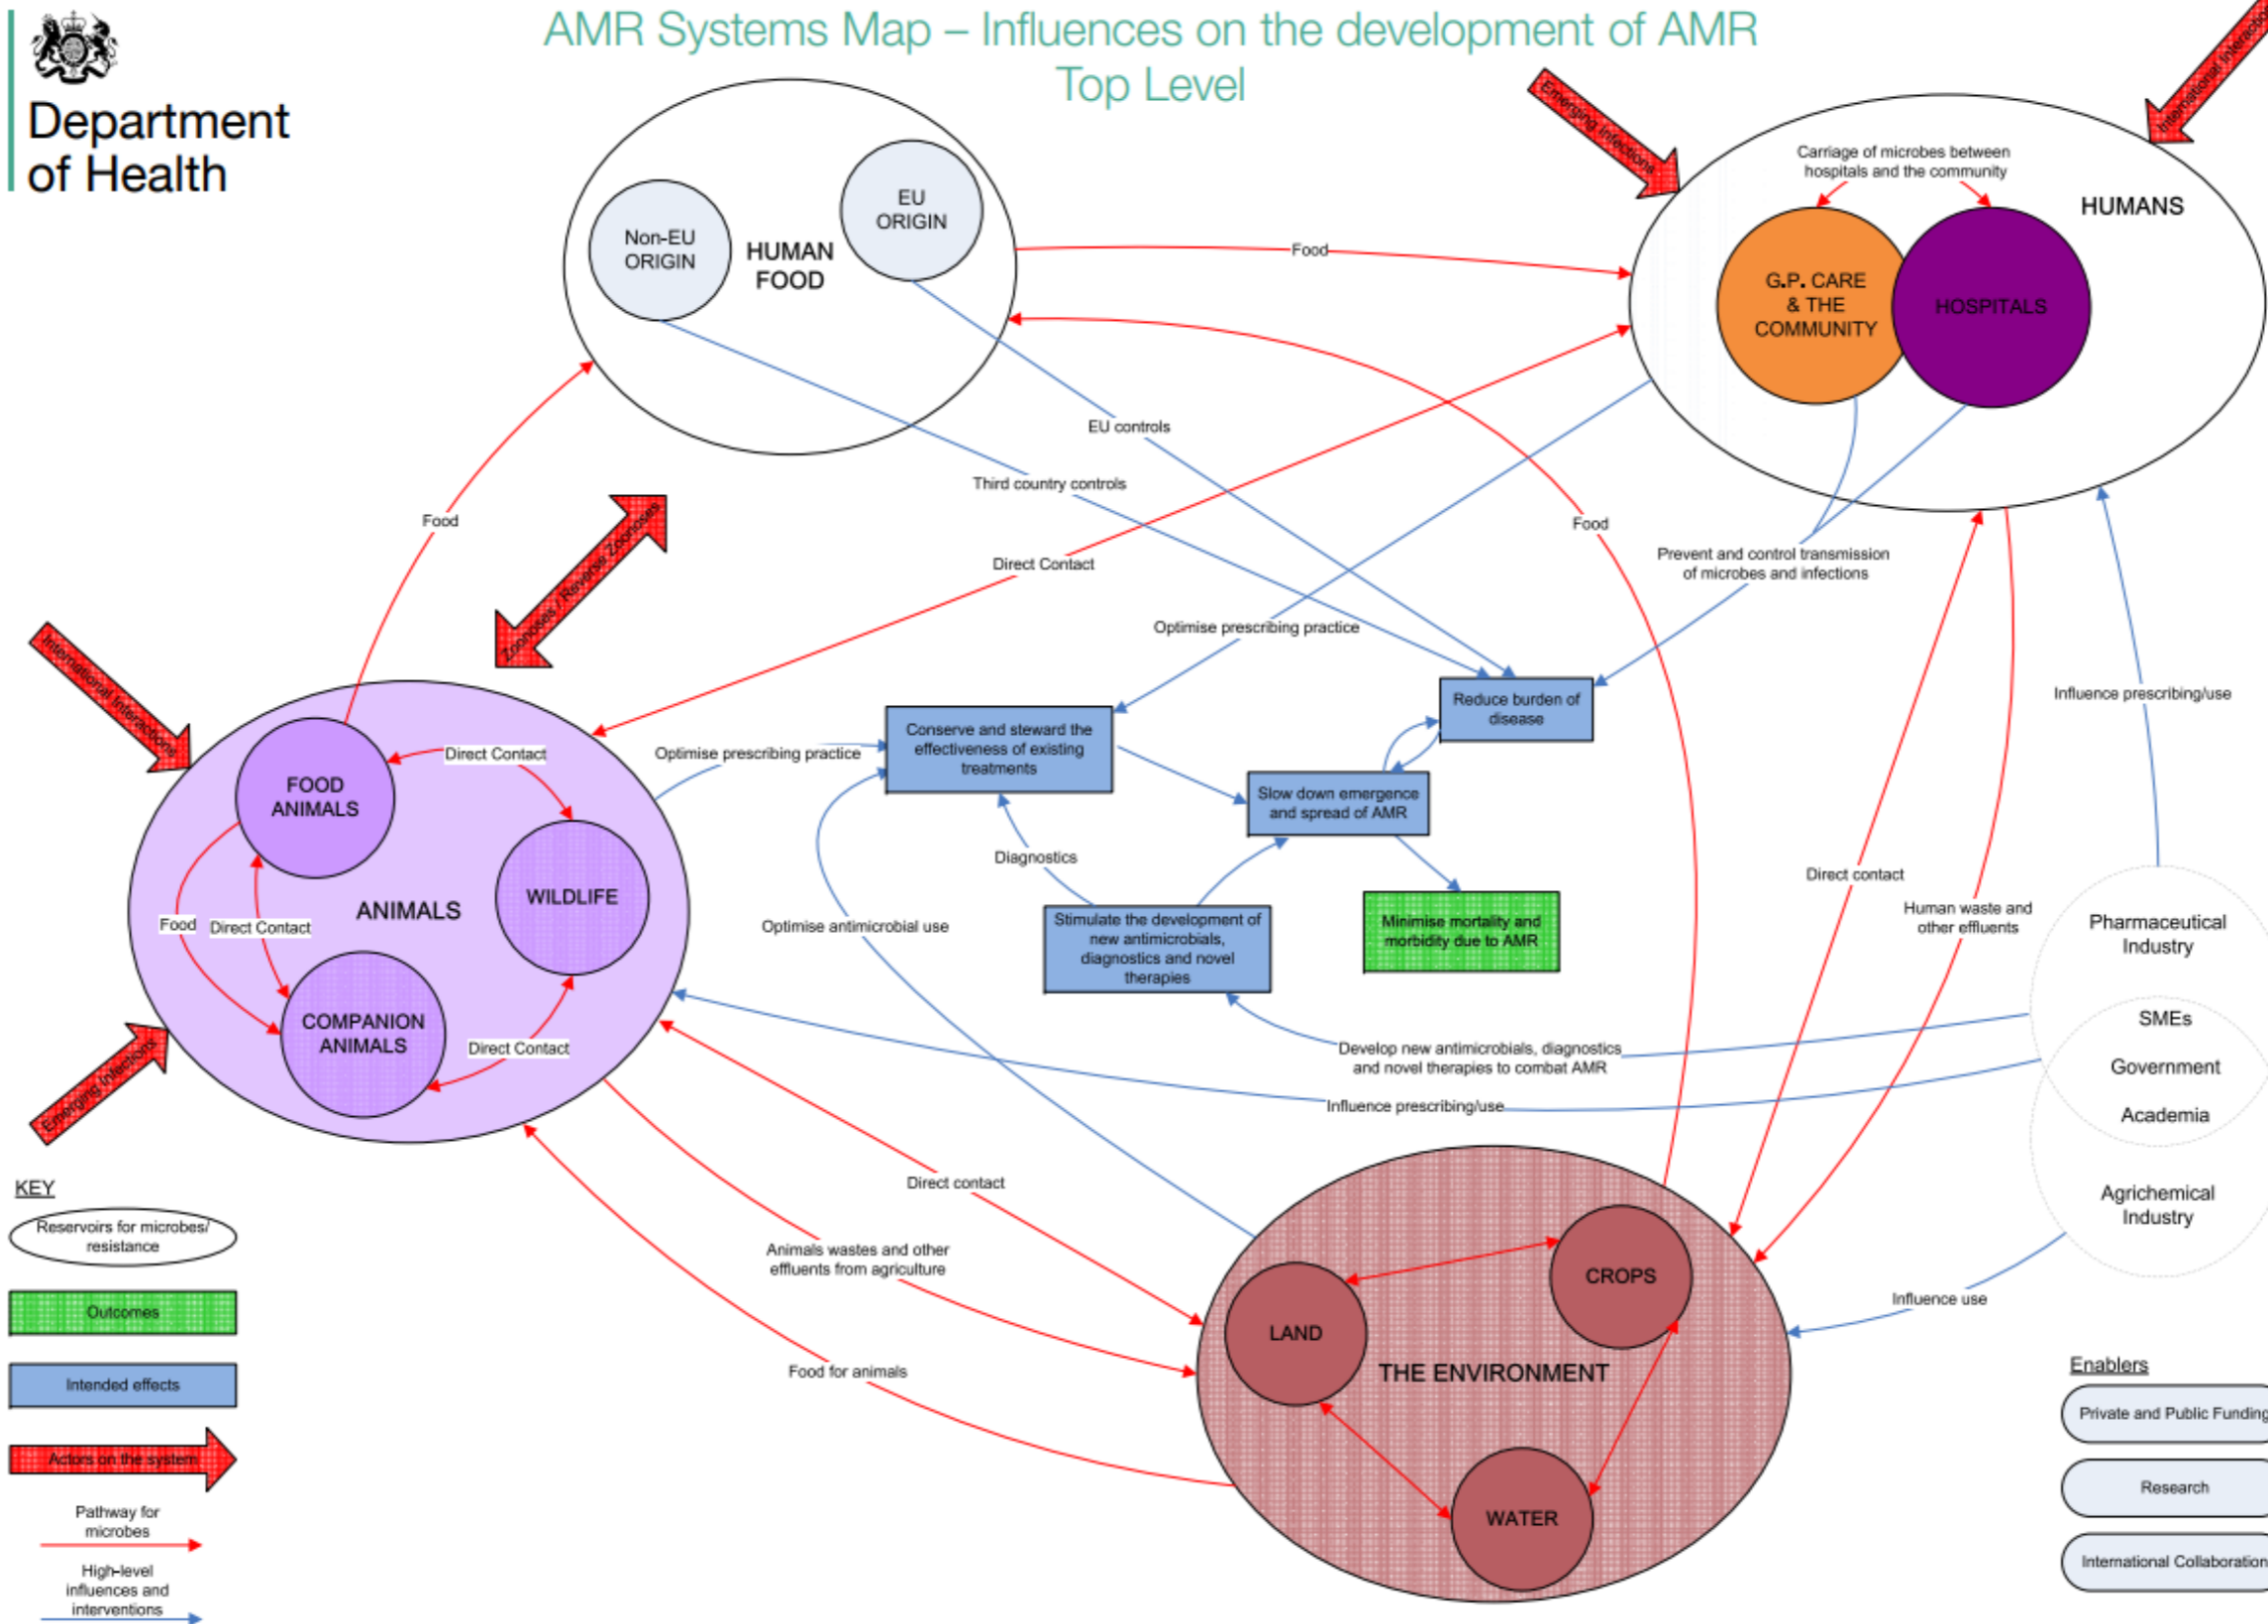 Department
of Health
AMR Systems Map – Influences on the development of AMR
Top Level
Emerging Infections
International Interactio
Non-EU
ORIGIN
HUMAN
FOOD
EU
ORIGIN
Food
Carriage of microbes between
hospitals and the community
HUMANS
G.P. CARE
& THE
COMMUNITY
HOSPITALS
EU controls
Third country controls
Food
Direct Contact
Food
Prevent and control transmission
of microbes and infections
Zoonoses / Reverse Zoonoses
Optimise prescribing practice
International Interactions
Influence prescribing/use
Optimise prescribing practice
Conserve and steward the
effectiveness of existing
treatments
Reduce burden of
disease
Slow down emergence
and spread of AMR
Diagnostics
Stimulate the development of
new antimicrobials,
diagnostics and novel
therapies
Minimise mortality and
morbidity due to AMR
FOOD
ANIMALS
Direct Contact
WILDLIFE
ANIMALS
Food
Direct Contact
COMPANION
ANIMALS
Direct Contact
Emerging Infections
Optimise antimicrobial use
Direct contact
Human waste and
other effluents
Pharmaceutical
Industry
SMEs
Government
Academia
Agrichemical
Industry
Develop new antimicrobials, diagnostics
and novel therapies to combat AMR
Influence prescribing/use
Direct contact
Animals wastes and other
effluents from agriculture
Food for animals
Influence use
LAND
CROPS
THE ENVIRONMENT
WATER
KEY
Reservoirs for microbes/
resistance
Outcomes
Intended effects
Actors on the system
Pathway for
microbes
High-level
influences and
interventions
Enablers
Private and Public Funding
Research
International Collaboration